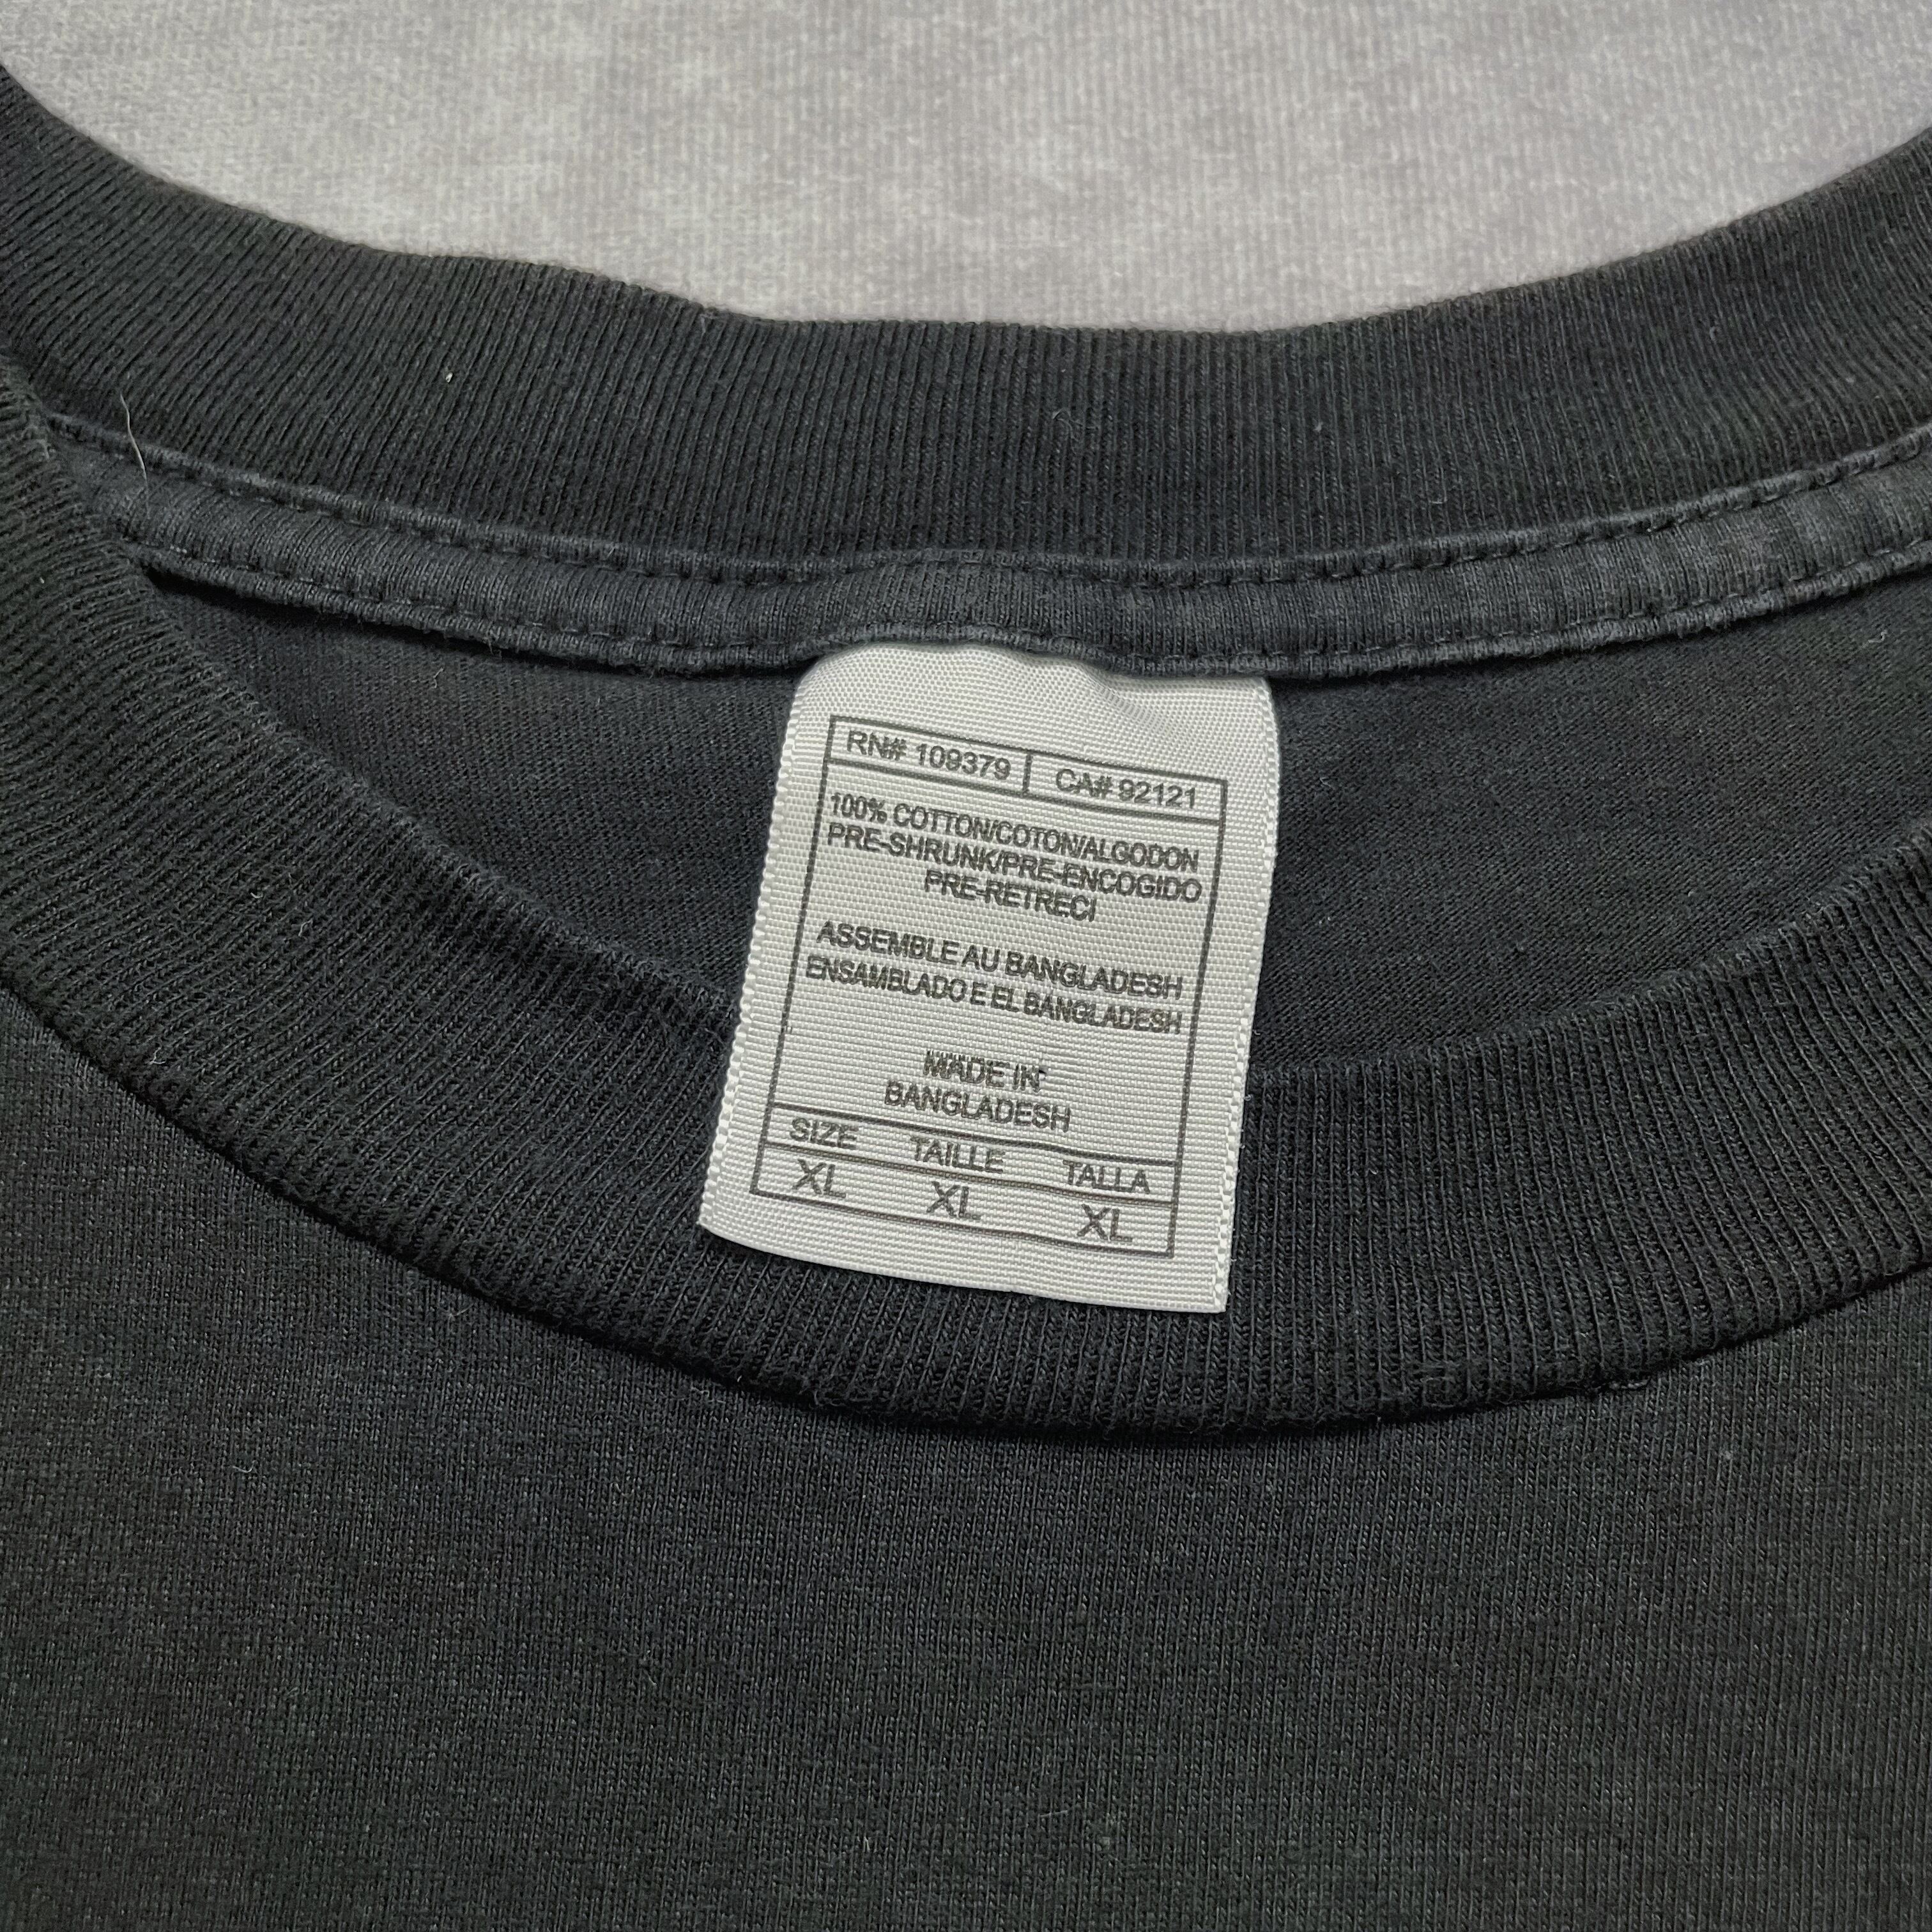 RN# 109379 CA# 92121
100% COTTON/COTON/ALGODON
PRE-SHRUNK/PRE-ENCOGIDO
PRE-RETRECI
ASSEMBLE AU BANGLADESH
ENSAMBLADO E EL BANGLADESH
MADE IN
BANGLADESH
SIZE TAILLE TALLA
XL XL XL